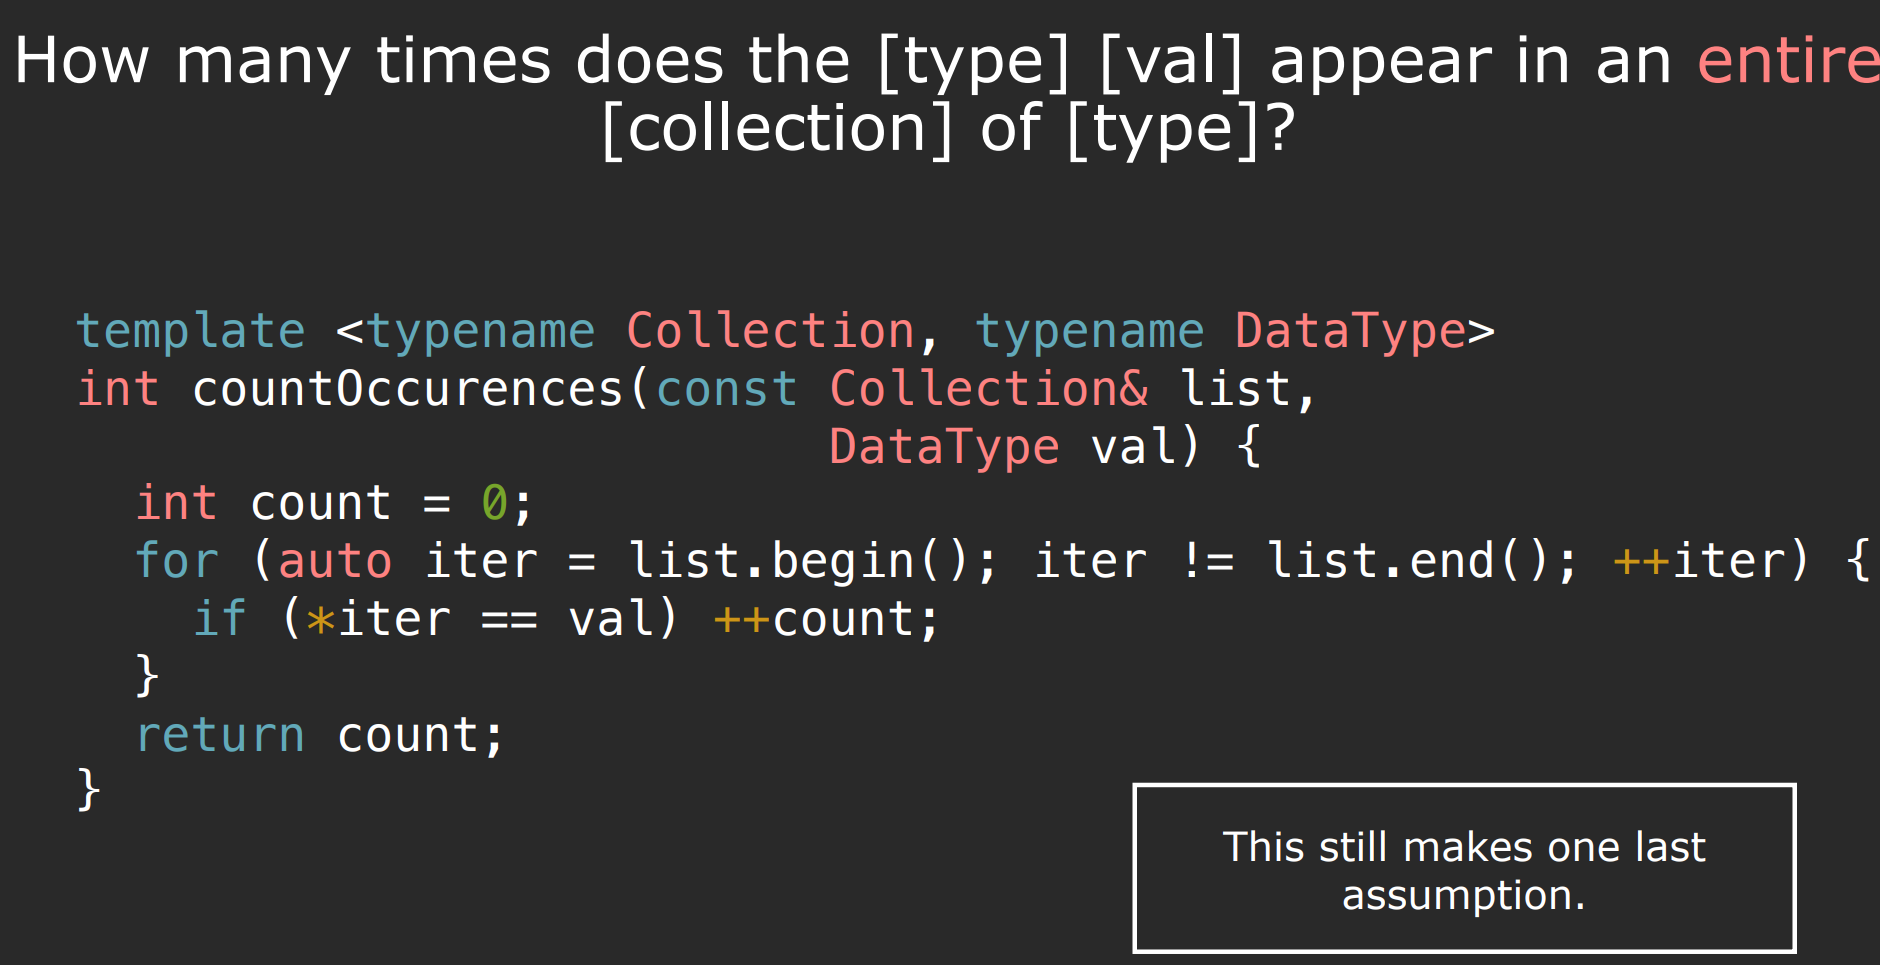 How many times does the [type] [val] appear in an entire
[collection] of [type]?
template <typename Collection, typename DataType>
int countOccurences(const Collection& list,
DataType val) {
int count = 0;
for (auto iter = list.begin(); iter != list.end(); ++iter) {
if (*iter == val) ++count;
}
return count;
}
This still makes one last
assumption.